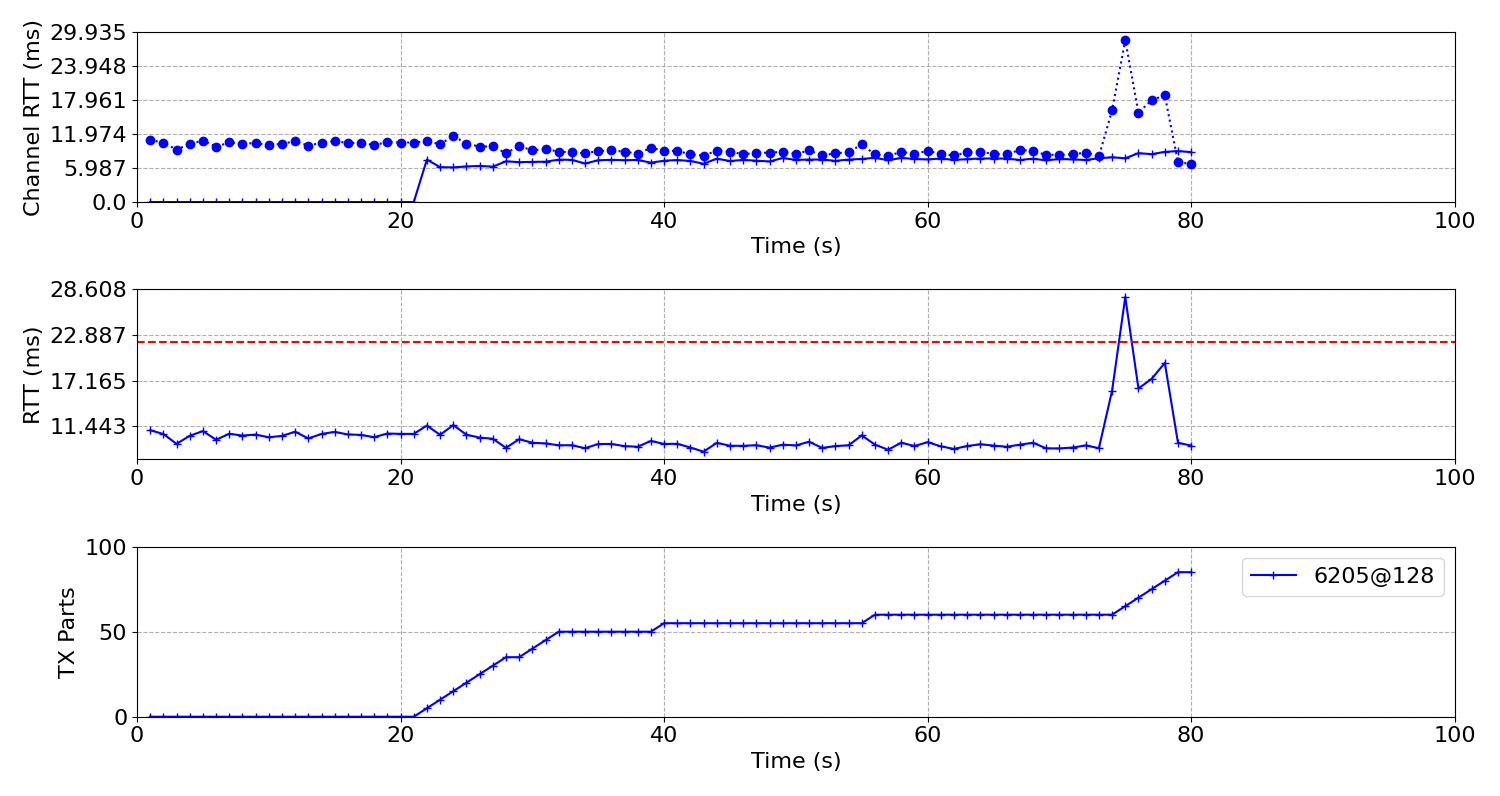 Channel RTT (ms)
29.935
23.948
17.961
11.974
5.987
0.0
0 20 40 60 80 100
Time (s)
RTT (ms)
28.608
22.887
17.165
11.443
0 20 40 60 80 100
Time (s)
TX Parts
100
50
0
6205@128
0 20 40 60 80 100
Time (s)